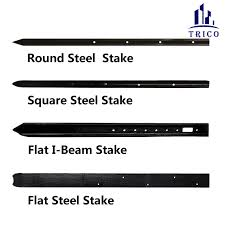 TRICO
Round Steel Stake
Square Steel Stake
Flat I-Beam Stake
Flat Steel Stake